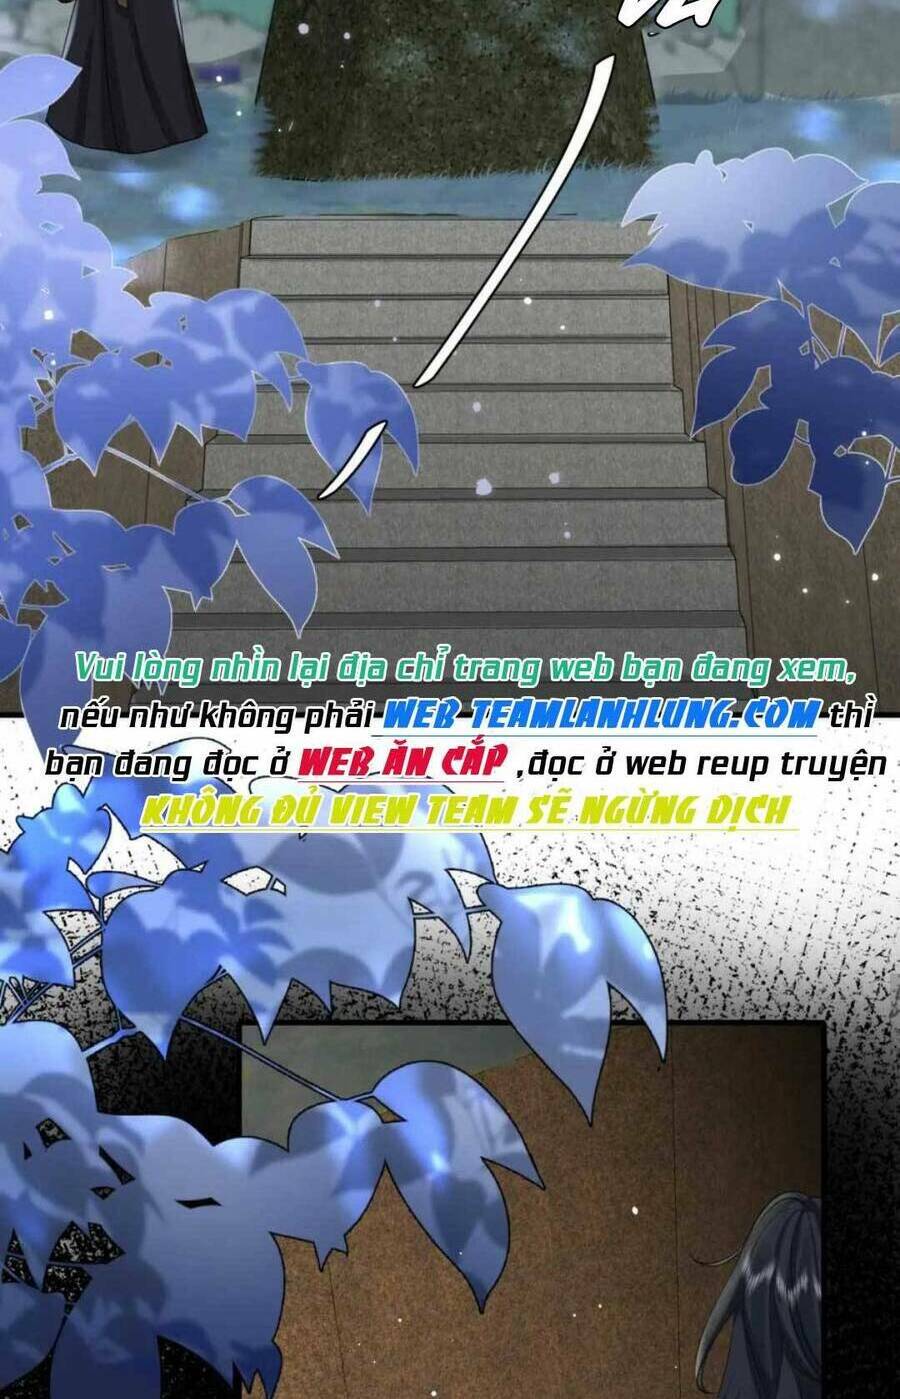 Vui lòng nhìn lại địa chỉ trang web bạn đang xem,
nếu như không phải WEB TEAMLANHLUNG.COM thì
bạn đang đọc ở WEB ĂN CẮP ,đọc ở web reup truyện
KHÔNG ĐỦ VIEW TEAM SẼ NGỪNG DỊCH